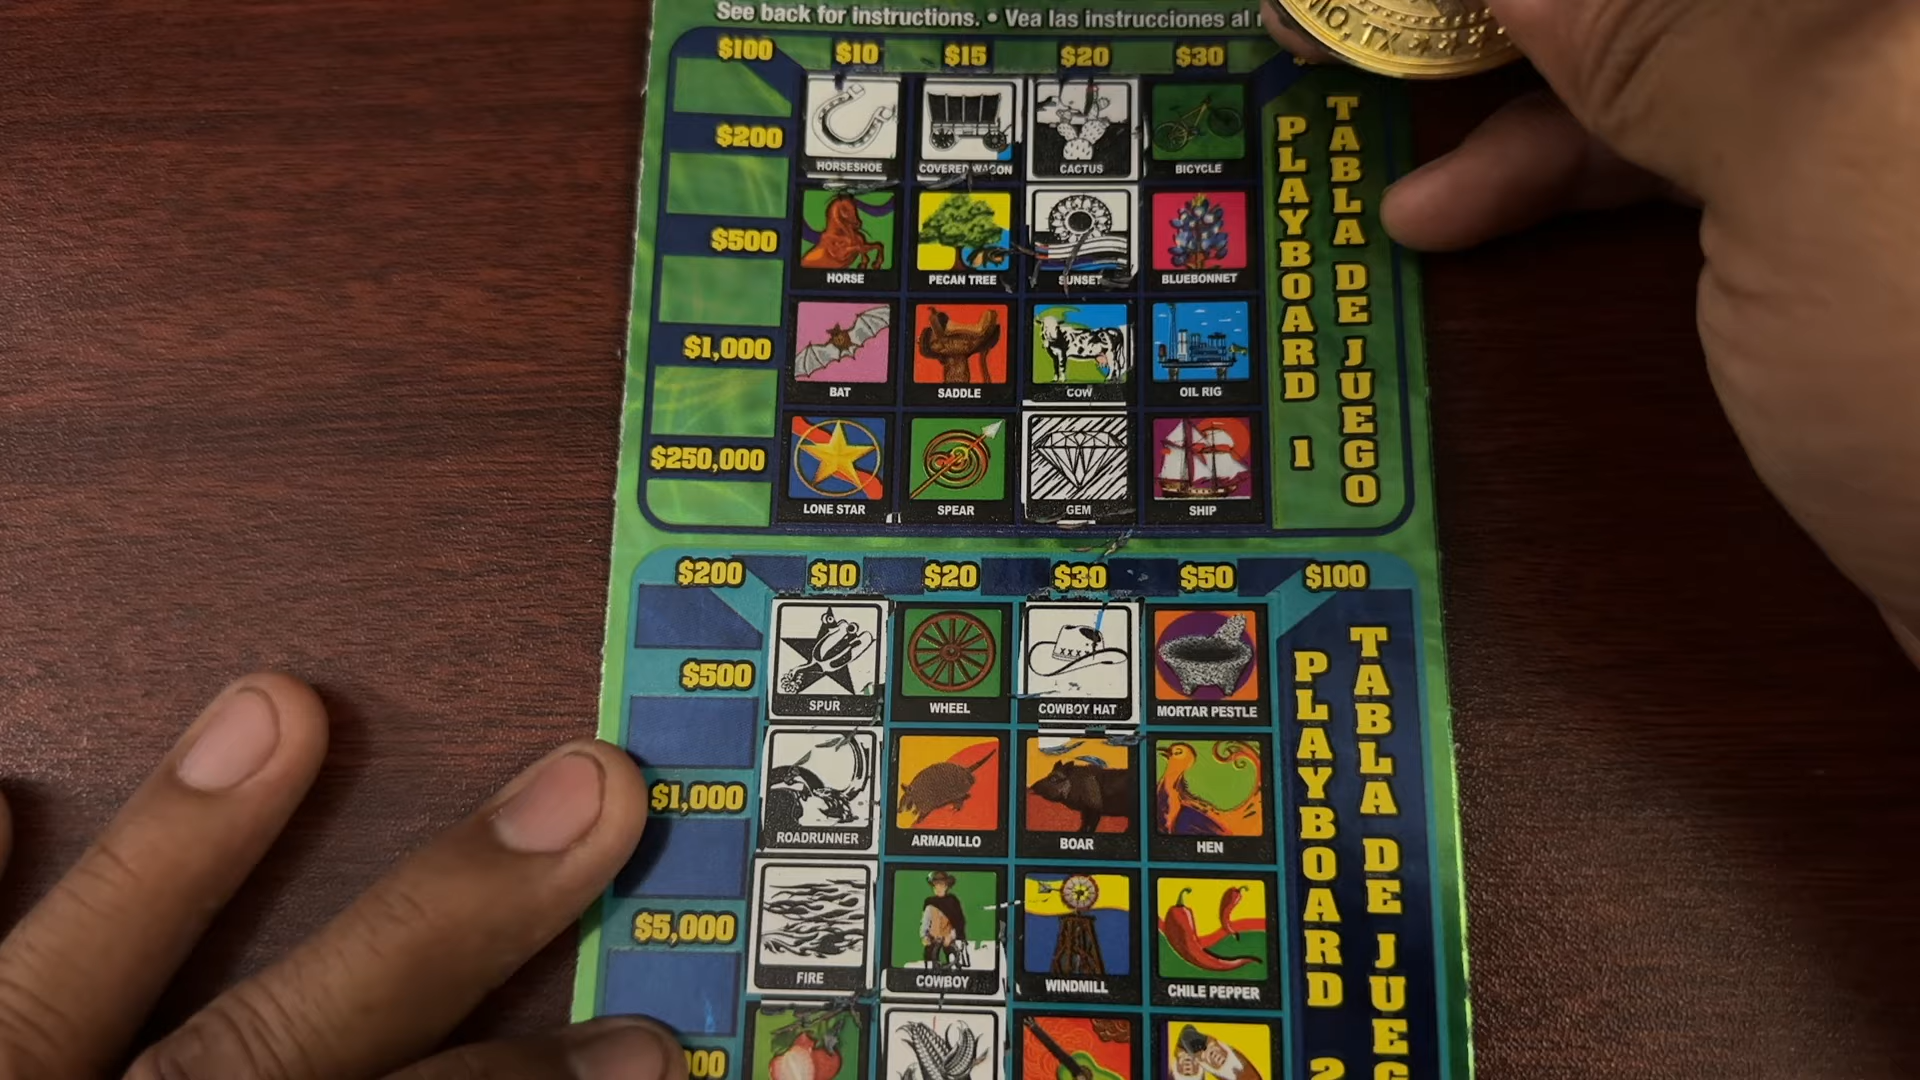 See back for instructions. • Vea las instrucciones al
NIO, TX
$100 $10 $15 $20 $30
HORSESHOE COVERED WAGON CACTUS BICYCLE
$200
HORSE PECAN TREE SUNSET BLUEBONNET
$500
BAT SADDLE COW OIL RIG
$1,000
LONE STAR SPEAR GEM SHIP
$250,000
PLAYBOARD 1
TABLA DE JUEGO
$200 $10 $20 $30 $50 $100
SPUR WHEEL COWBOY HAT MORTAR PESTLE
$500
ROADRUNNER ARMADILLO BOAR HEN
$1,000
FIRE COWBOY WINDMILL CHILE PEPPER
$5,000
XXXX
PLAYBOARD 2
TABLA DE JUEG